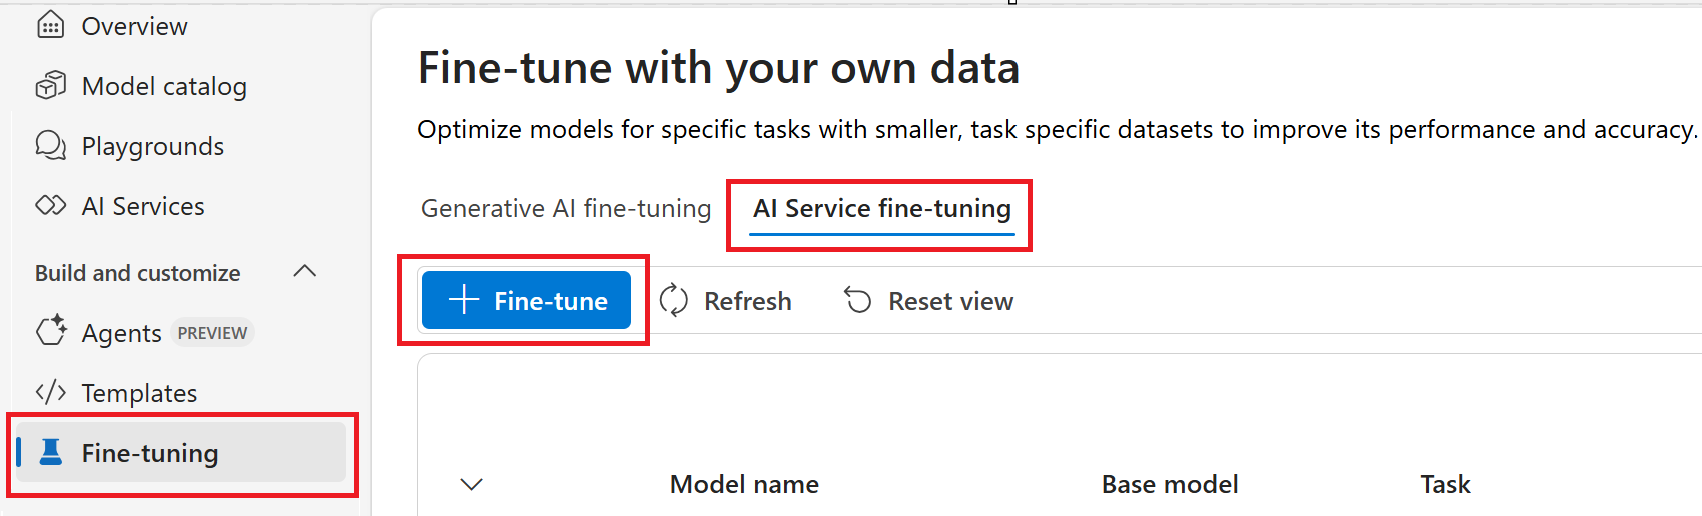 Overview
Model catalog
Playgrounds
AI Services
Build and customize
Agents PREVIEW
Templates
Fine-tuning
Fine-tune with your own data
Optimize models for specific tasks with smaller, task specific datasets to improve its performance and accuracy.
Generative AI fine-tuning AI Service fine-tuning
Fine-tune Refresh Reset view
Model name Base model Task